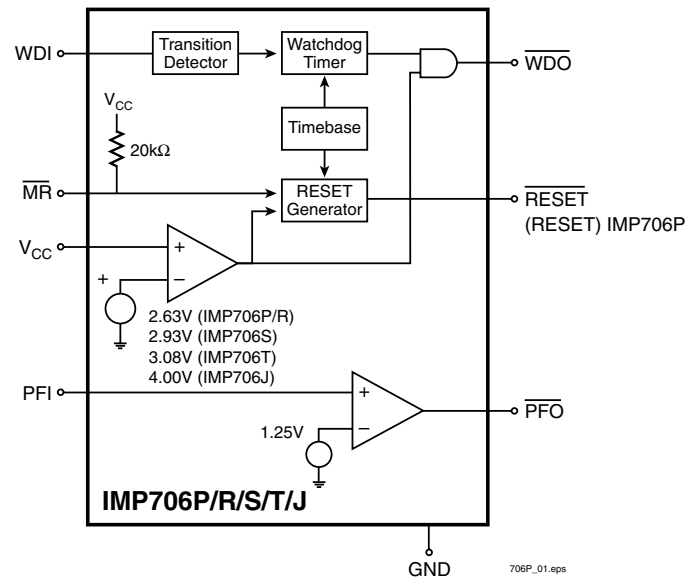 WDI
Transition
Detector
Watchdog
Timer
WDO
VCC
Timebase
20kΩ
MR
RESET
Generator
RESET
(RESET) IMP706P
VCC
+
−
+
2.63V (IMP706P/R)
2.93V (IMP706S)
3.08V (IMP706T)
4.00V (IMP706J)
PFI
+
−
PFO
1.25V
IMP706P/R/S/T/J
GND
706P_01.eps